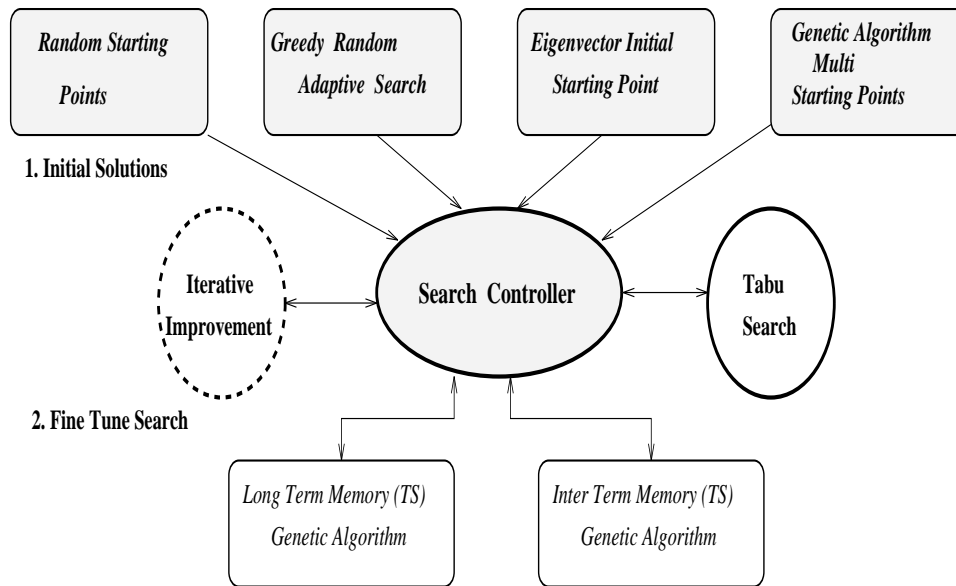 Random Starting
Points
Greedy Random
Adaptive Search
Eigenvector Initial
Starting Point
Genetic Algorithm
Multi
Starting Points
1. Initial Solutions
Iterative
Improvement
Search Controller
Tabu
Search
2. Fine Tune Search
Long Term Memory (TS)
Genetic Algorithm
Inter Term Memory (TS)
Genetic Algorithm